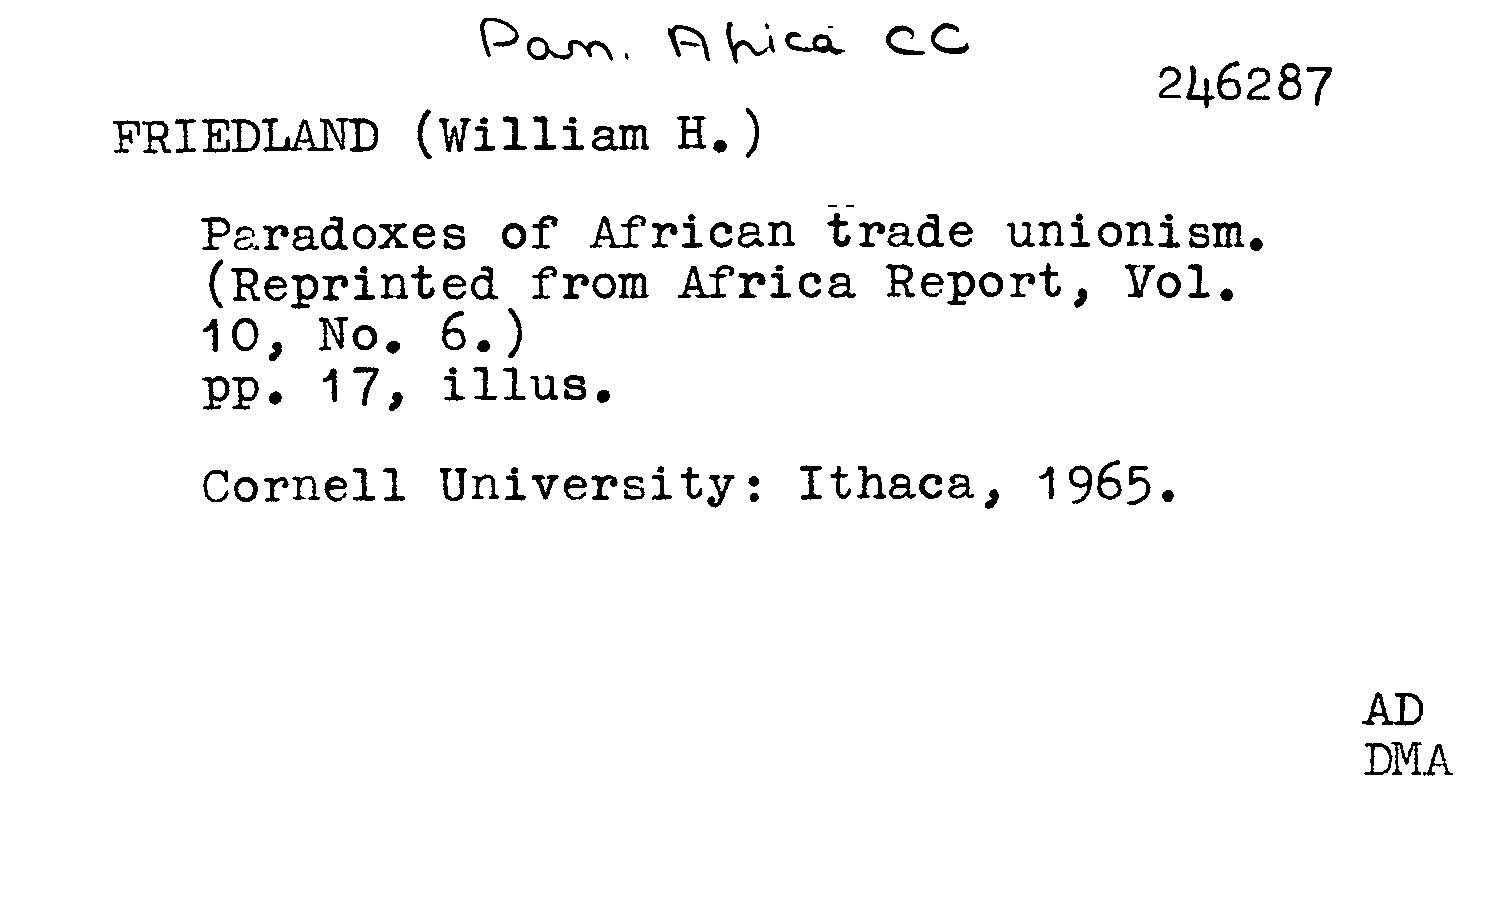 Pam. Africa CC
246287
FRIEDLAND (William H.)
Paradoxes of African trade unionism.
(Reprinted from Africa Report, Vol.
10, No. 6.)
pp. 17, illus.
Cornell University: Ithaca, 1965.
AD
DMA